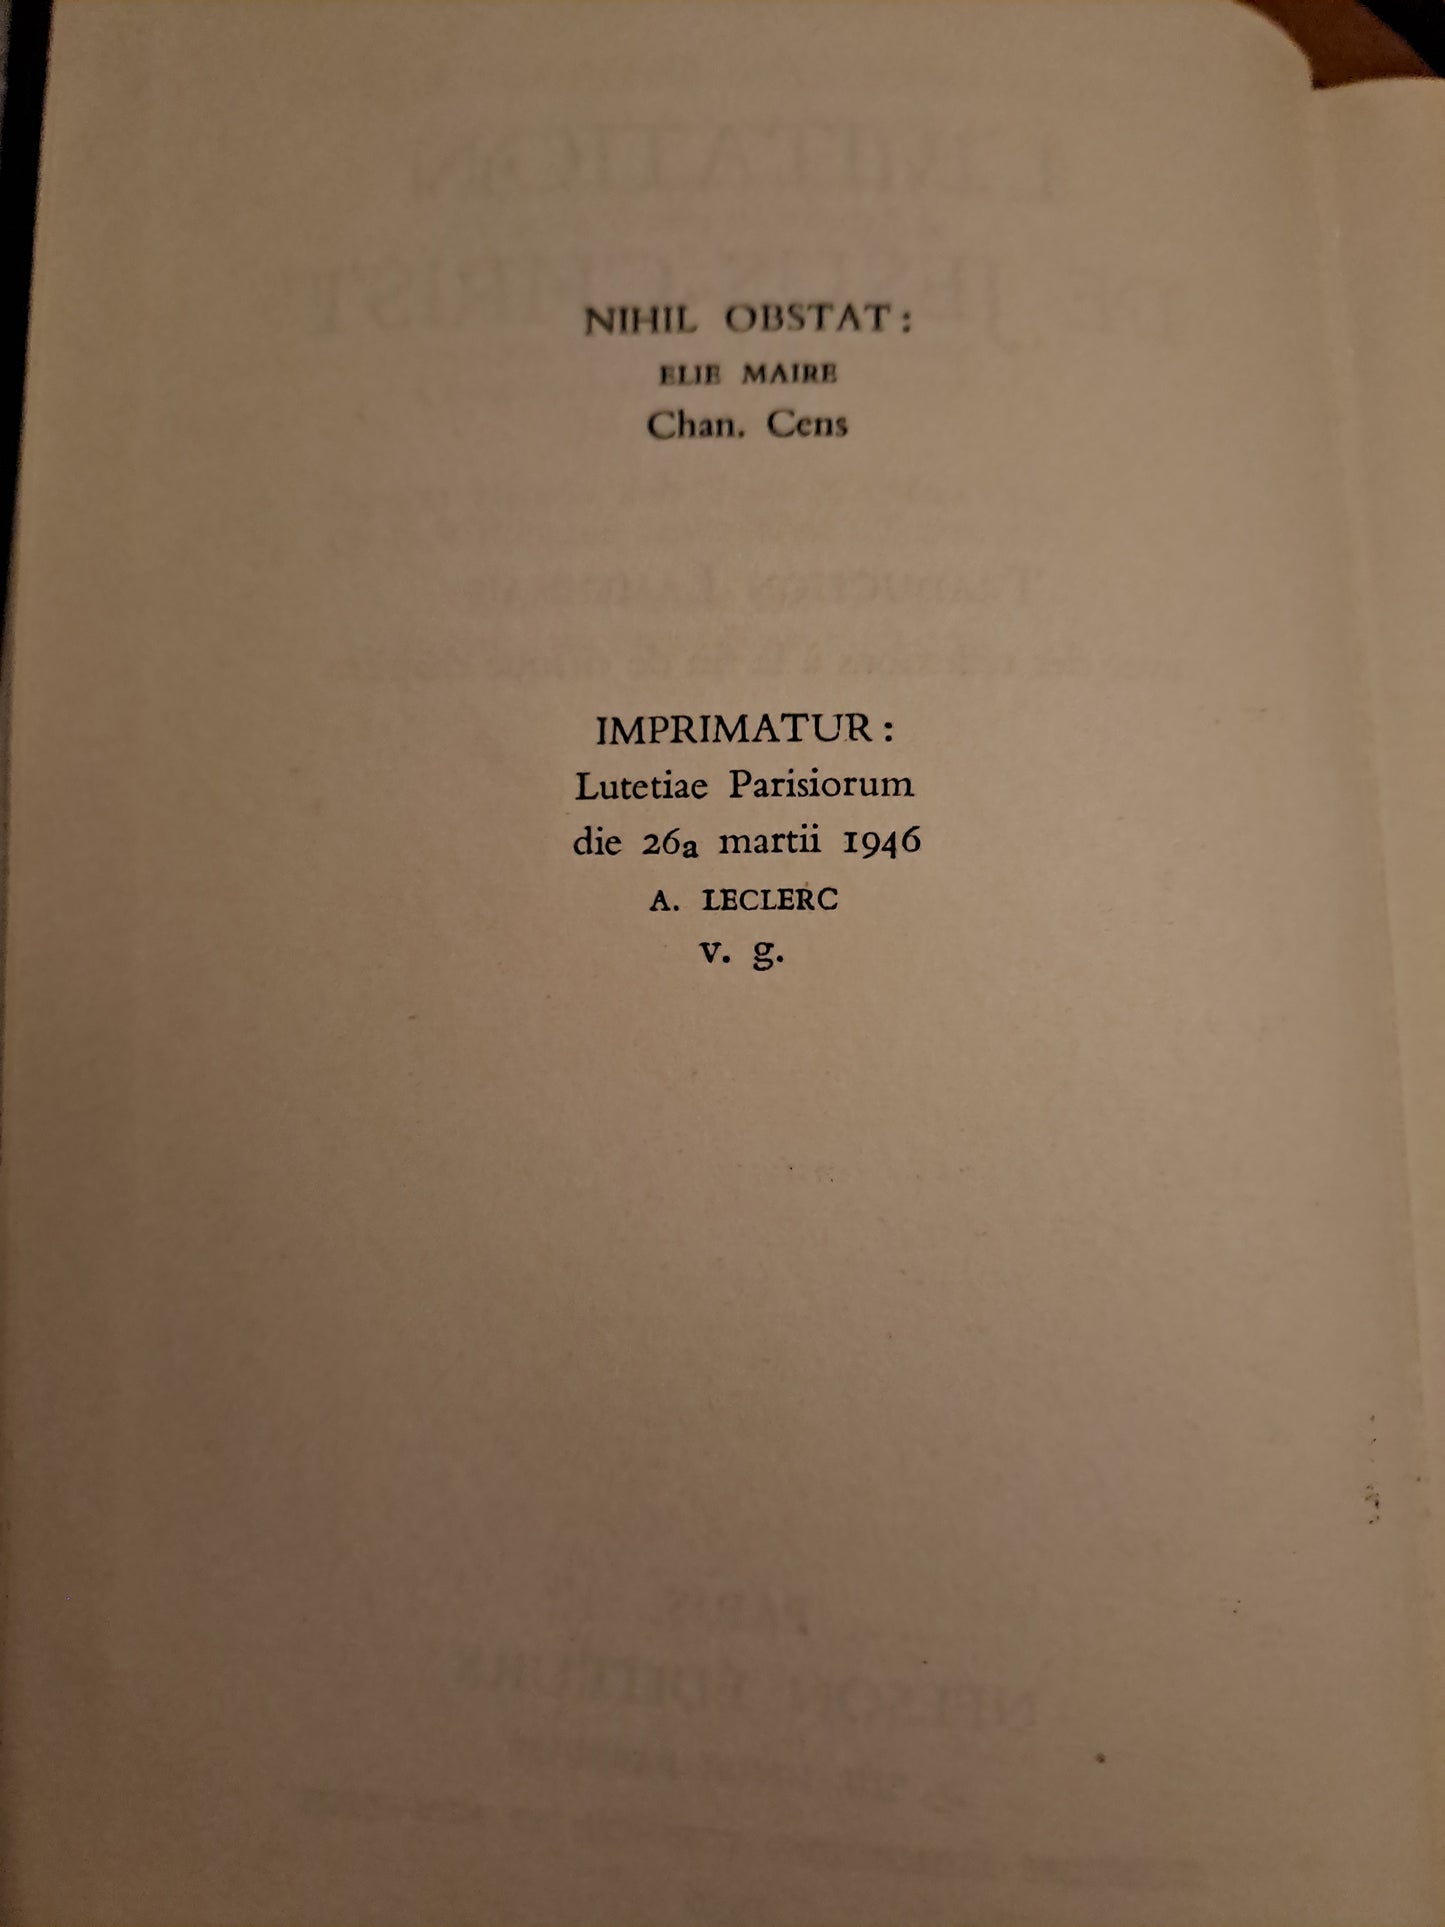 NIHIL OBSTAT:
ELIE MAIRE
Chan. Cens
IMPRIMATUR:
Lutetiae Parisiorum
die 26a martii 1946
A. LECLERC
v. g.